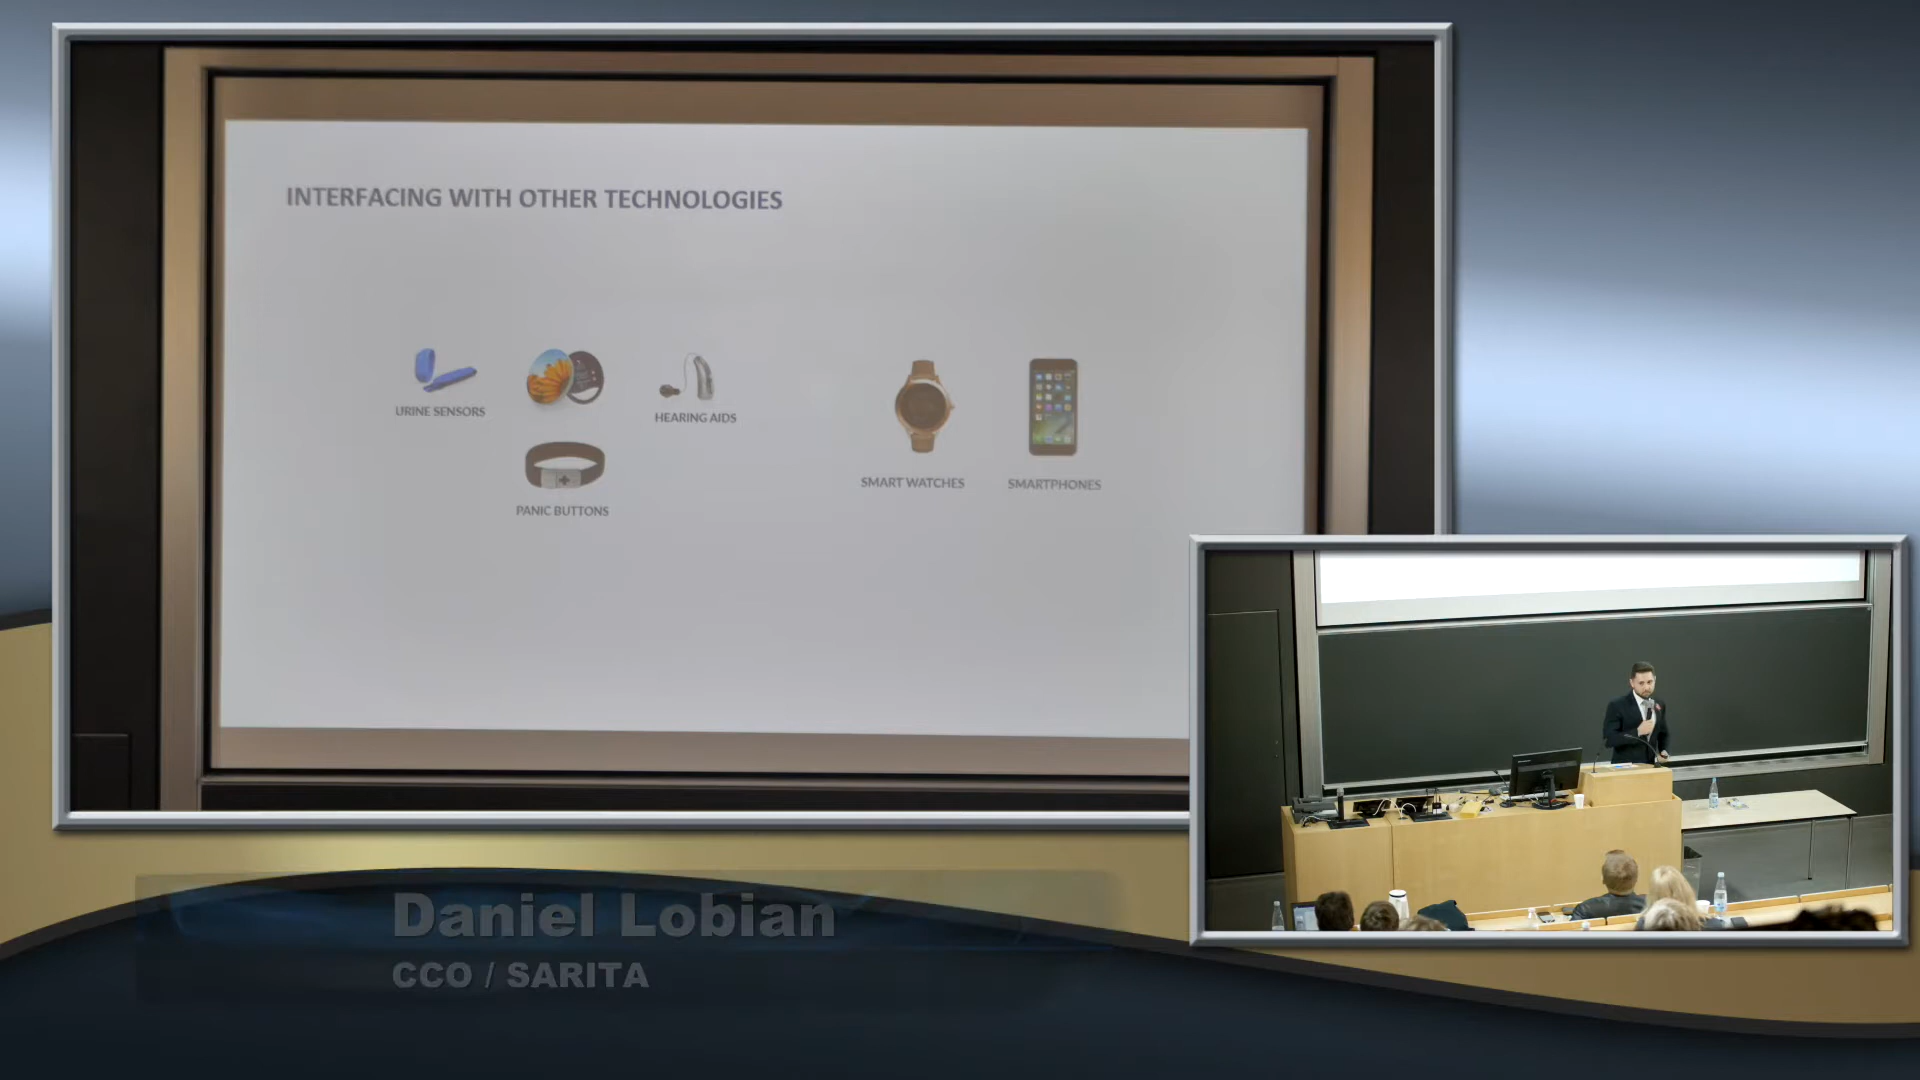 INTERFACING WITH OTHER TECHNOLOGIES
URINE SENSORS
HEARING AIDS
PANIC BUTTONS
SMART WATCHES
SMARTPHONES
Daniel Lobian
CCO / SARITA